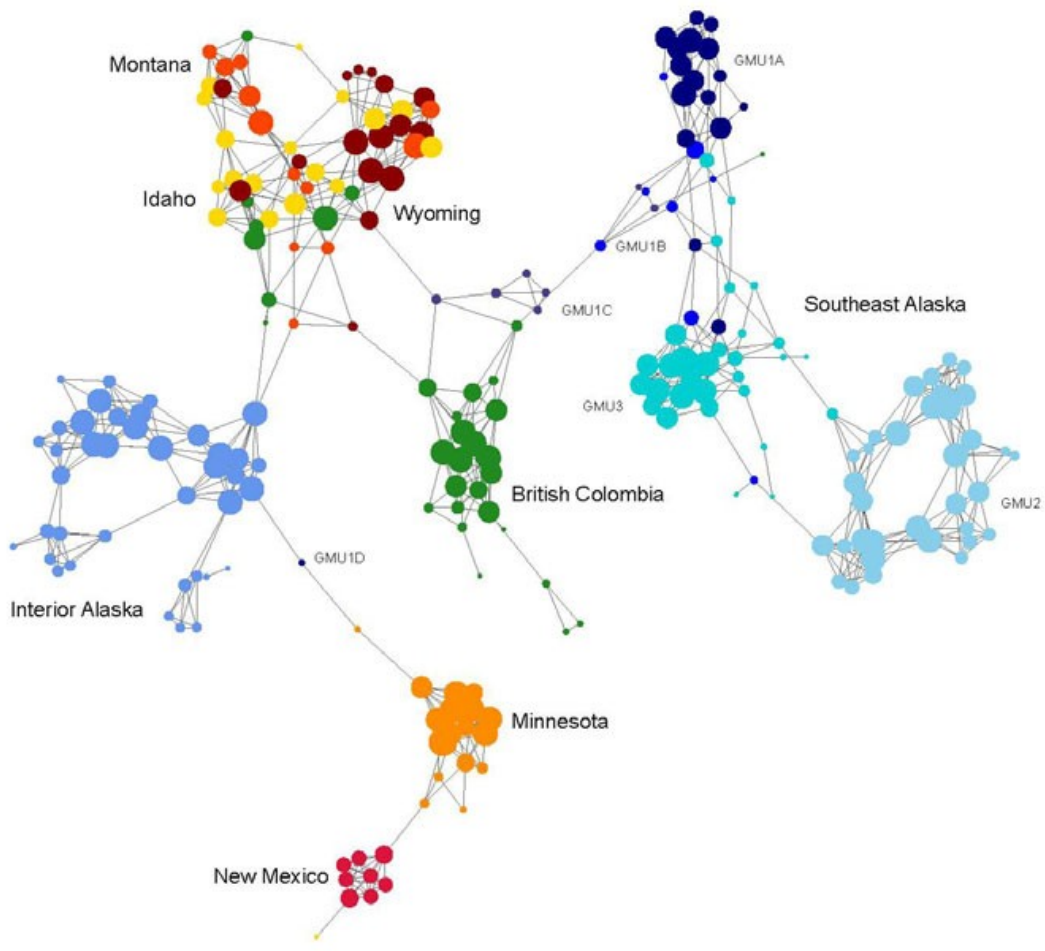 Montana
GMU1A
Idaho
Wyoming
GMU1B
GMU1C
Southeast Alaska
GMU3
British Colombia
GMU2
GMU1D
Interior Alaska
Minnesota
New Mexico